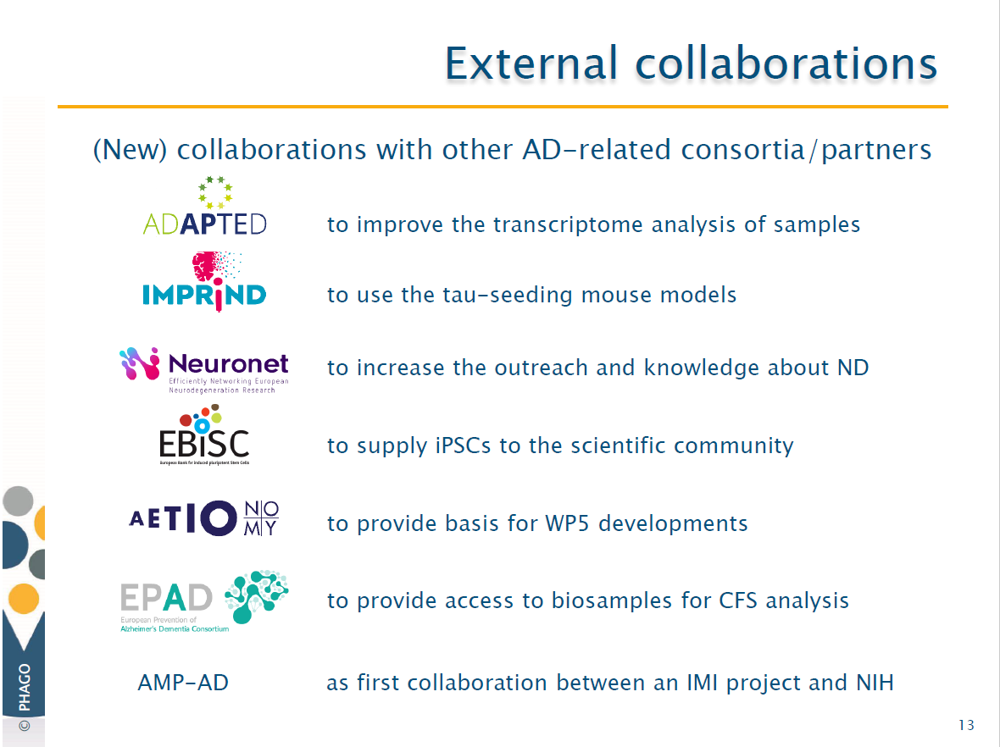 External collaborations
(New) collaborations with other AD-related consortia/partners
ADAPTED
to improve the transcriptome analysis of samples
IMPRiND
to use the tau-seeding mouse models
Neuronet
Efficiently Networking European
Neurodegeneration Research
to increase the outreach and knowledge about ND
EBiSC
European Bank for induced pluripotent Stem Cells
to supply iPSCs to the scientific community
AETIONOMY
to provide basis for WP5 developments
EPAD
European Prevention of
Alzheimer's Dementia Consortium
to provide access to biosamples for CFS analysis
AMP-AD
as first collaboration between an IMI project and NIH
© PHAGO
13